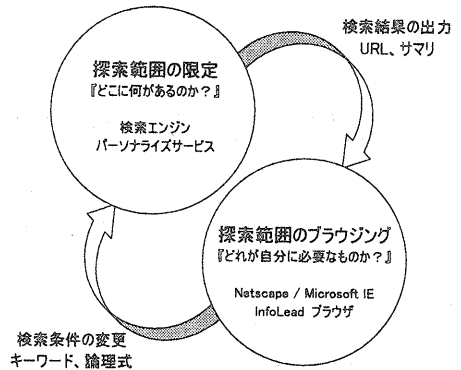 検索結果の出力
URL、サマリ
探索範囲の限定
『どこに何があるのか？』
検索エンジン
パーソナライズサービス
探索範囲のブラウジング
『どれが自分に必要なものか？』
Netscape / Microsoft IE
InfoLead ブラウザ
検索条件の変更
キーワード、論理式